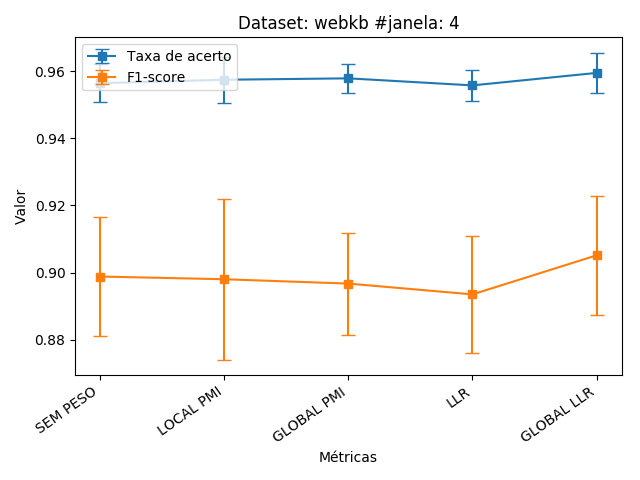 Dataset: webkb #janela: 4
Taxa de acerto
F1-score
Valor
0.96
0.94
0.92
0.90
0.88
SEM PESO
LOCAL PMI
GLOBAL PMI
LLR
GLOBAL LLR
Métricas